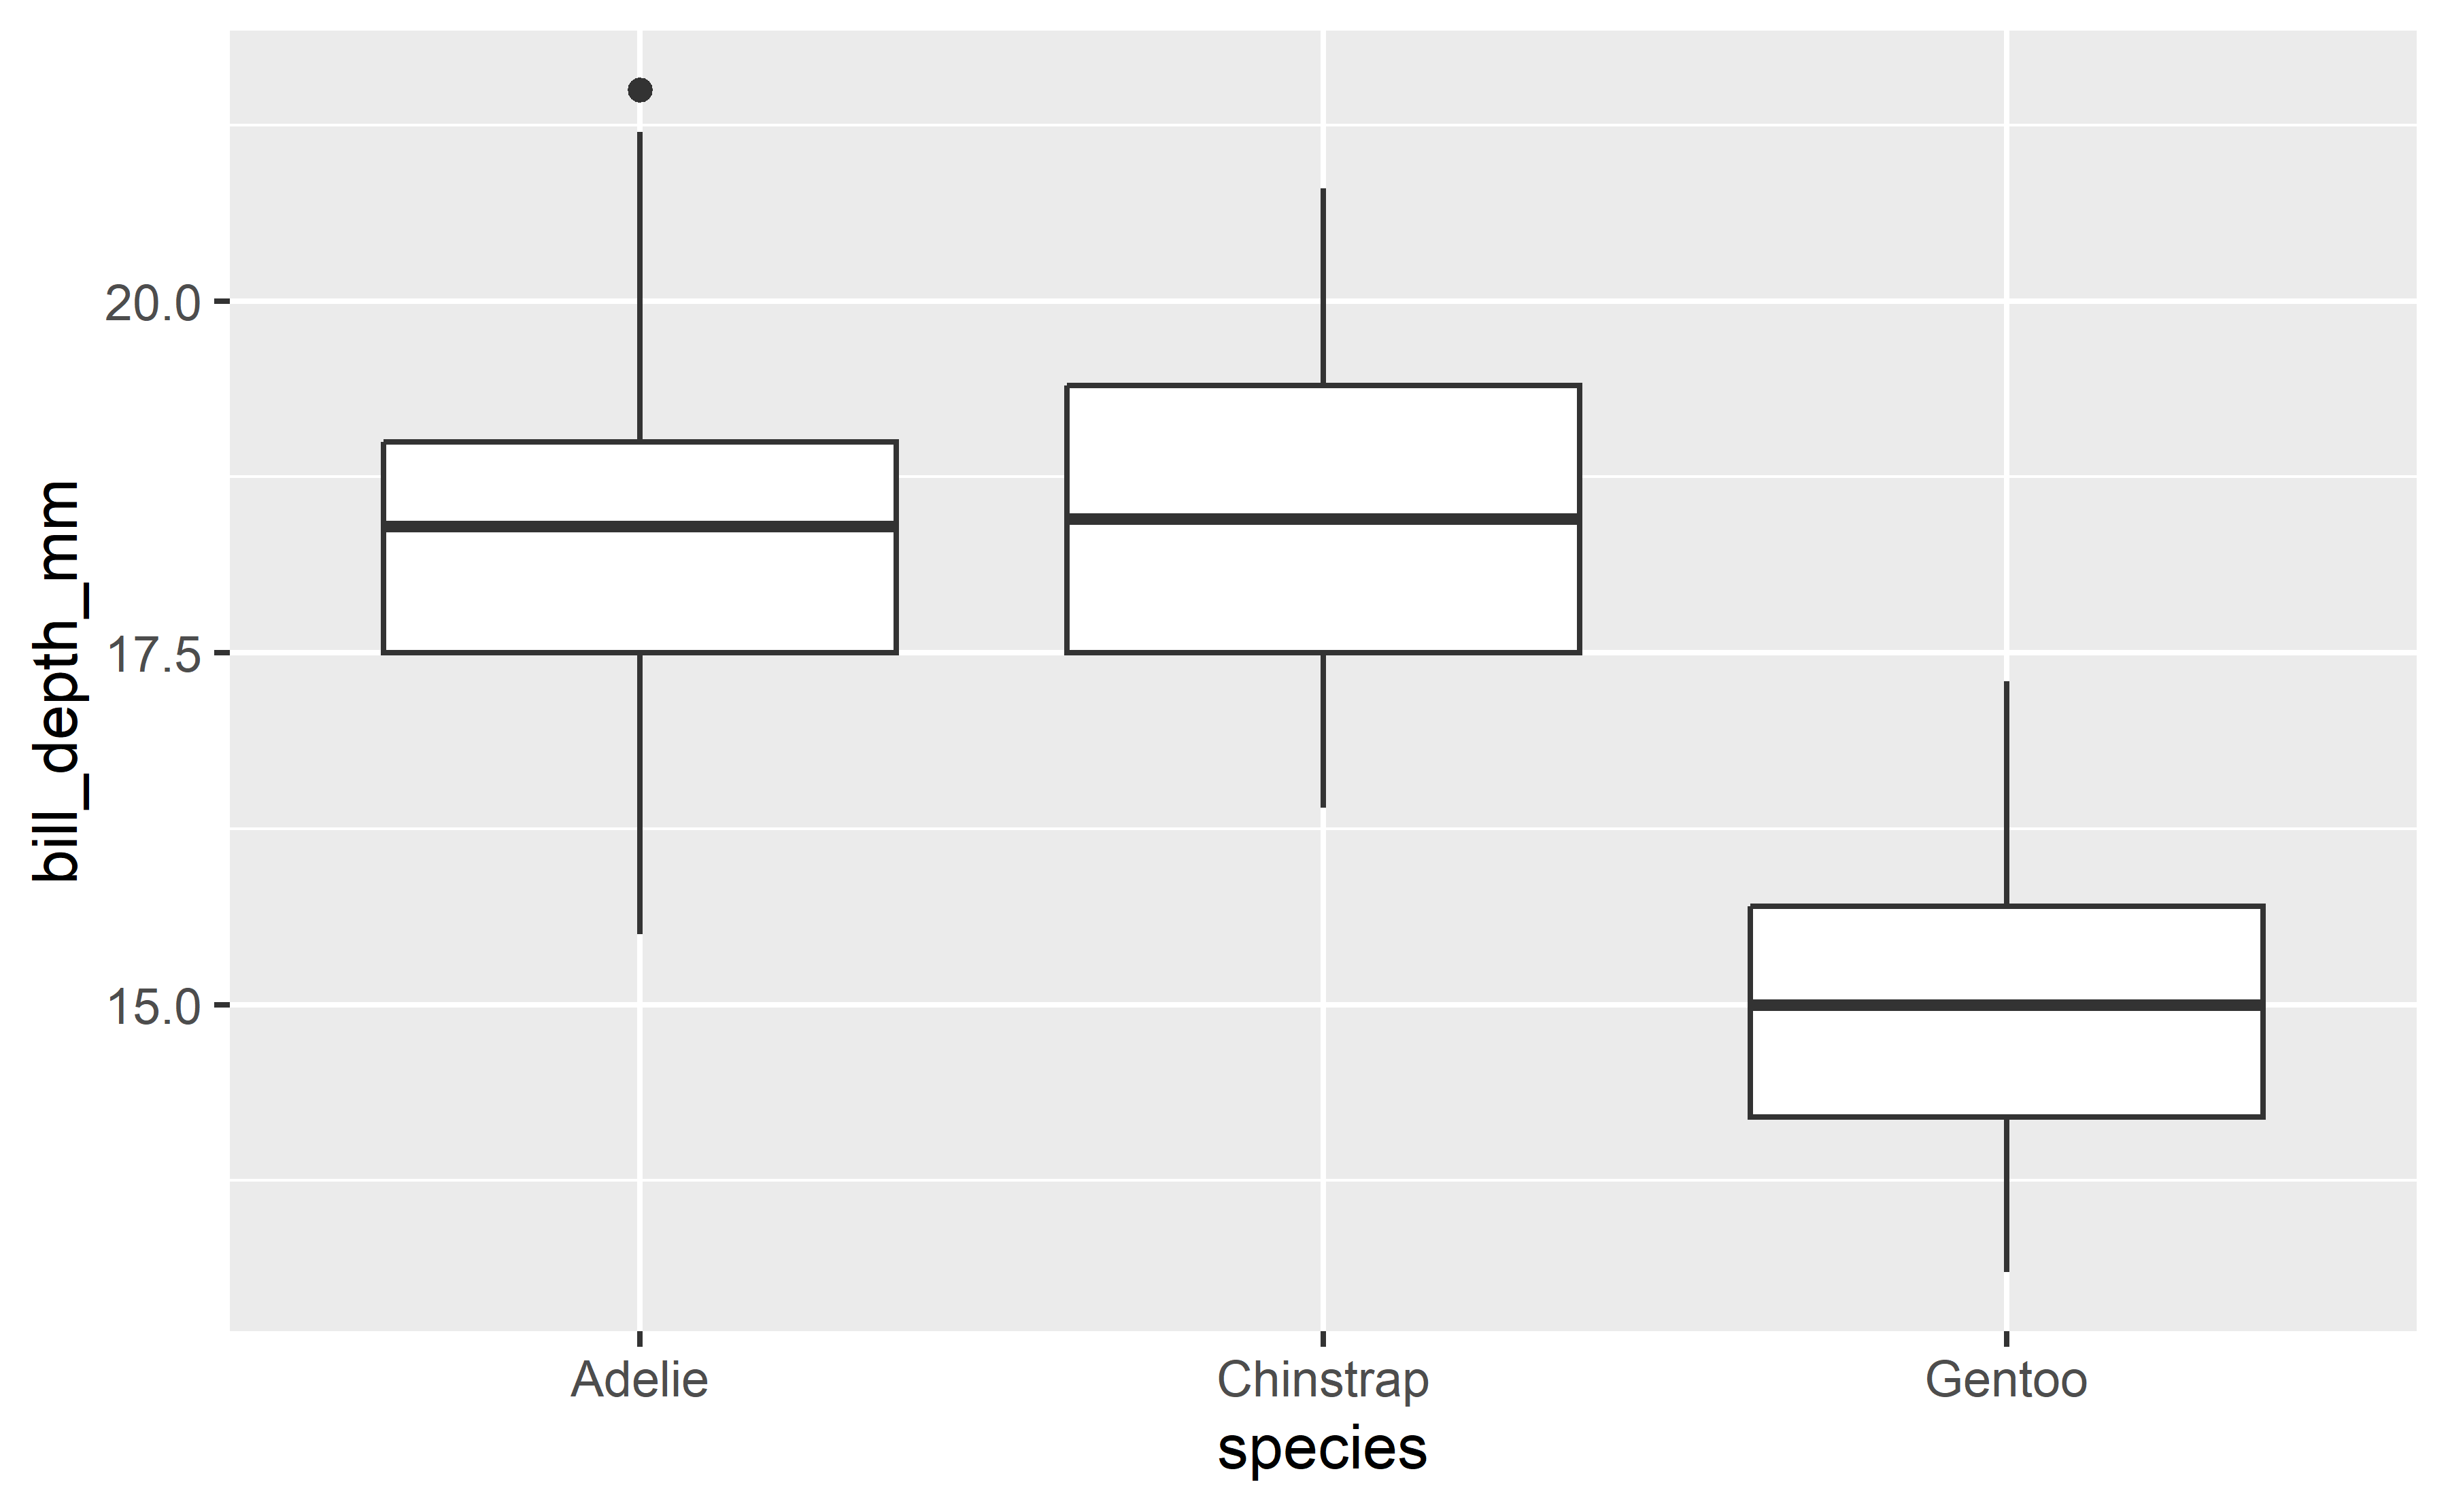 bill_depth_mm
20.0
17.5
15.0
Adelie Chinstrap Gentoo
species